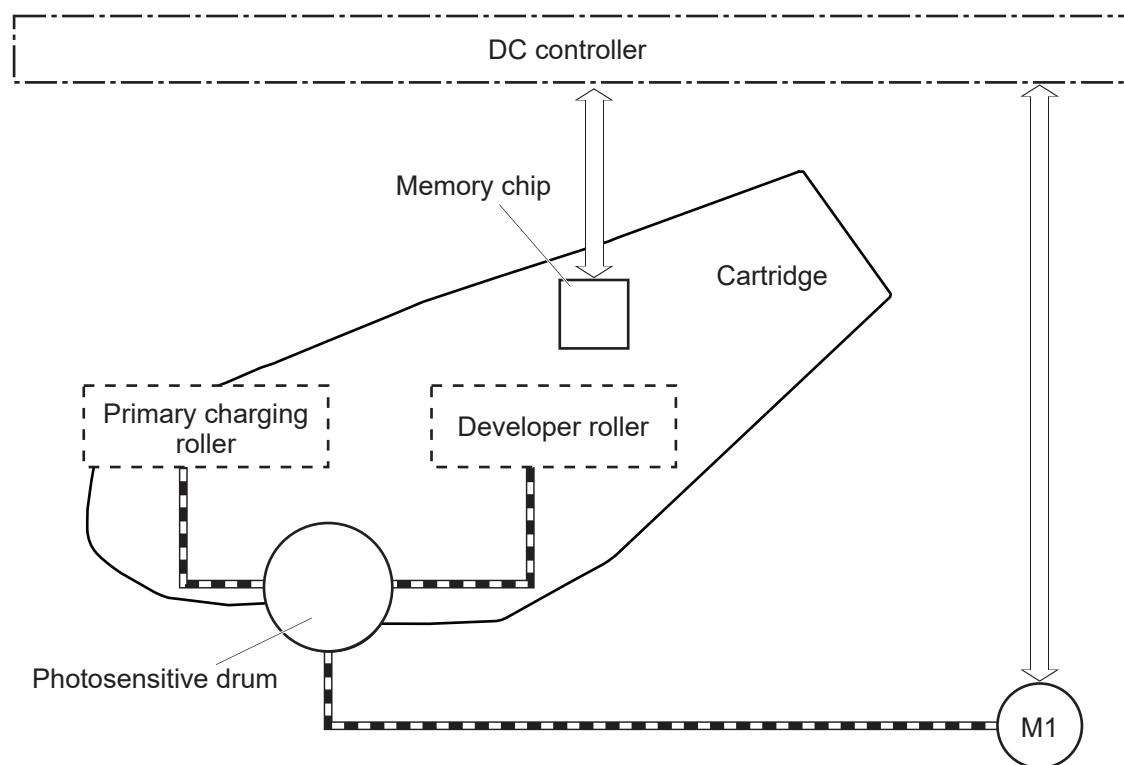 DC controller
Memory chip
Cartridge
Primary charging
roller
Developer roller
Photosensitive drum
M1